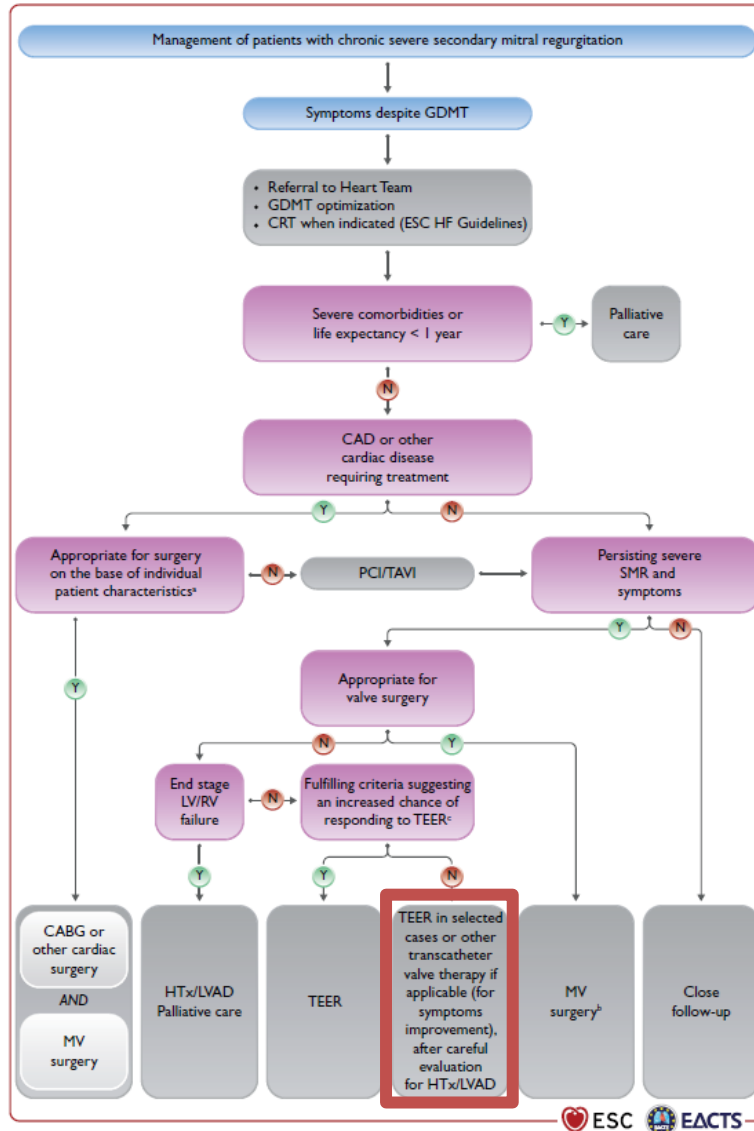 Management of patients with chronic severe secondary mitral regurgitation
Symptoms despite GDMT
• Referral to Heart Team
• GDMT optimization
• CRT when indicated (ESC HF Guidelines)
Severe comorbidities or
life expectancy < 1 year
Y
Palliative
care
N
CAD or other
cardiac disease
requiring treatment
Y
N
Appropriate for surgery
on the base of individual
patient characteristicsᵃ
N
PCI/TAVI
Persisting severe
SMR and
symptoms
Y
N
Y
Appropriate for
valve surgery
N
Y
End stage
LV/RV
failure
N
Fulfilling criteria suggesting
an increased chance of
responding to TEERᶜ
Y
Y
N
CABG or
other cardiac
surgery
AND
MV
surgery
HTx/LVAD
Palliative care
TEER
TEER in selected
cases or other
transcatheter
valve therapy if
applicable (for
symptoms
improvement),
after careful
evaluation
for HTx/LVAD
MV
surgeryᵇ
Close
follow-up
ESC
EACTS